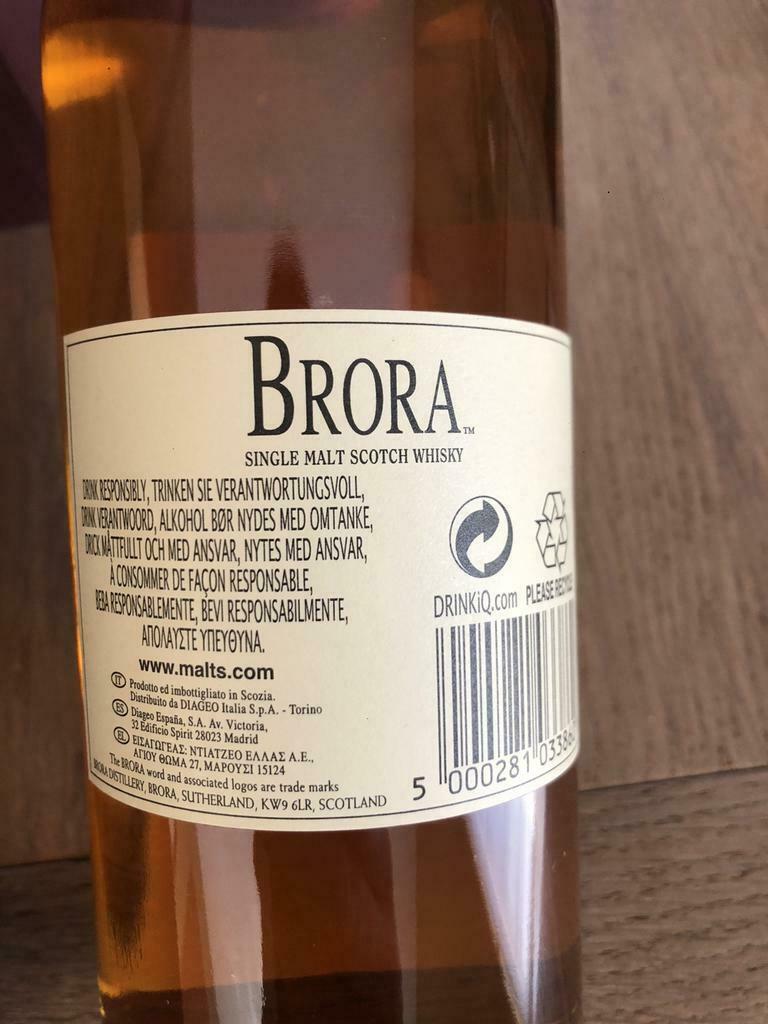 BRORA™
SINGLE MALT SCOTCH WHISKY
DRINK RESPONSIBLY, TRINKEN SIE VERANTWORTUNGSVOLL,
DRINK VERANTWOORD, ALKOHOL BØR NYDES MED OMTANKE,
DRICK MÅTTFULLT OCH MED ANSVAR, NYTES MED ANSVAR,
À CONSOMMER DE FAÇON RESPONSABLE,
BEBA RESPONSABLEMENTE, BEVI RESPONSABILMENTE,
ΑΠΟΛΑΥΣΤΕ ΥΠΕΥΘΥΝΑ.
www.malts.com
IT Prodotto ed imbottigliato in Scozia.
Distribuito da DIAGEO Italia S.p.A. - Torino
ES Diageo España, S.A. Av. Victoria,
32 Edificio Spirit 28023 Madrid
EL ΕΙΣΑΓΩΓΕΑΣ: ΝΤΙΑΤΖΕΟ ΕΛΛΑΣ Α.Ε.,
ΑΓΙΟΥ ΘΩΜΑ 27, ΜΑΡΟΥΣΙ 15124
The BRORA word and associated logos are trade marks
BRORA DISTILLERY, BRORA, SUTHERLAND, KW9 6LR, SCOTLAND
DRINKiQ.com PLEASE RECYCLE
5 000281 03386